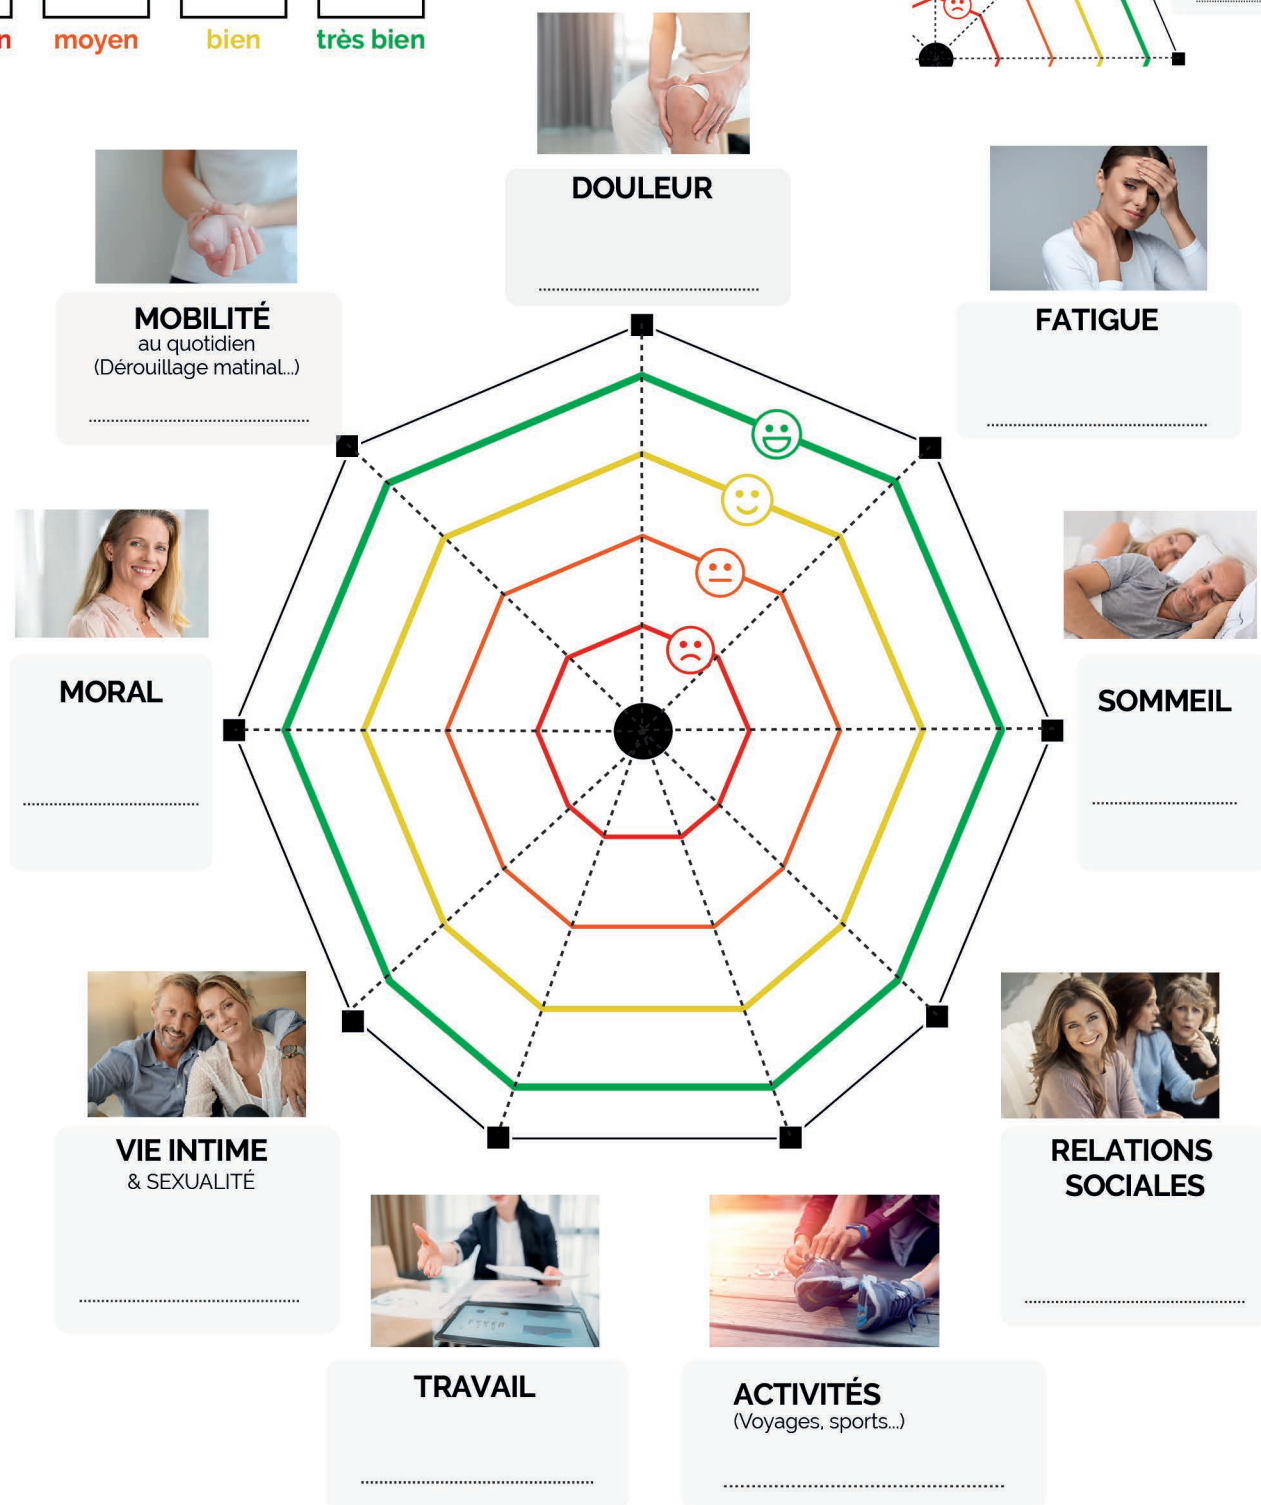 moyen
bien
très bien
DOULEUR
MOBILITÉ
au quotidien
(Dérouillage matinal...)
FATIGUE
MORAL
SOMMEIL
VIE INTIME
& SEXUALITÉ
RELATIONS
SOCIALES
TRAVAIL
ACTIVITÉS
(Voyages, sports...)